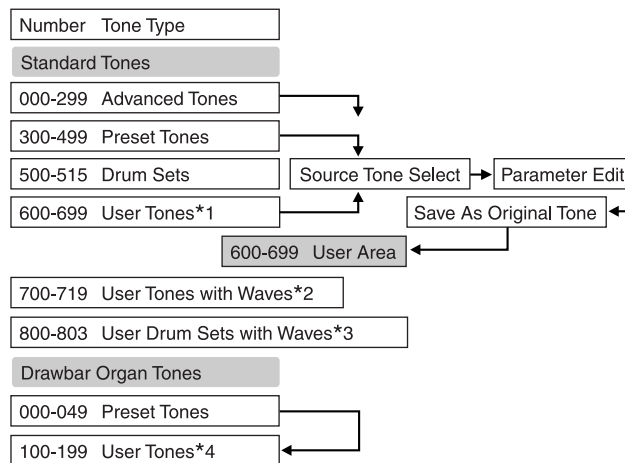 Number Tone Type
Standard Tones
000-299 Advanced Tones
300-499 Preset Tones
500-515 Drum Sets
Source Tone Select
Parameter Edit
600-699 User Tones*1
Save As Original Tone
600-699 User Area
700-719 User Tones with Waves*2
800-803 User Drum Sets with Waves*3
Drawbar Organ Tones
000-049 Preset Tones
100-199 User Tones*4